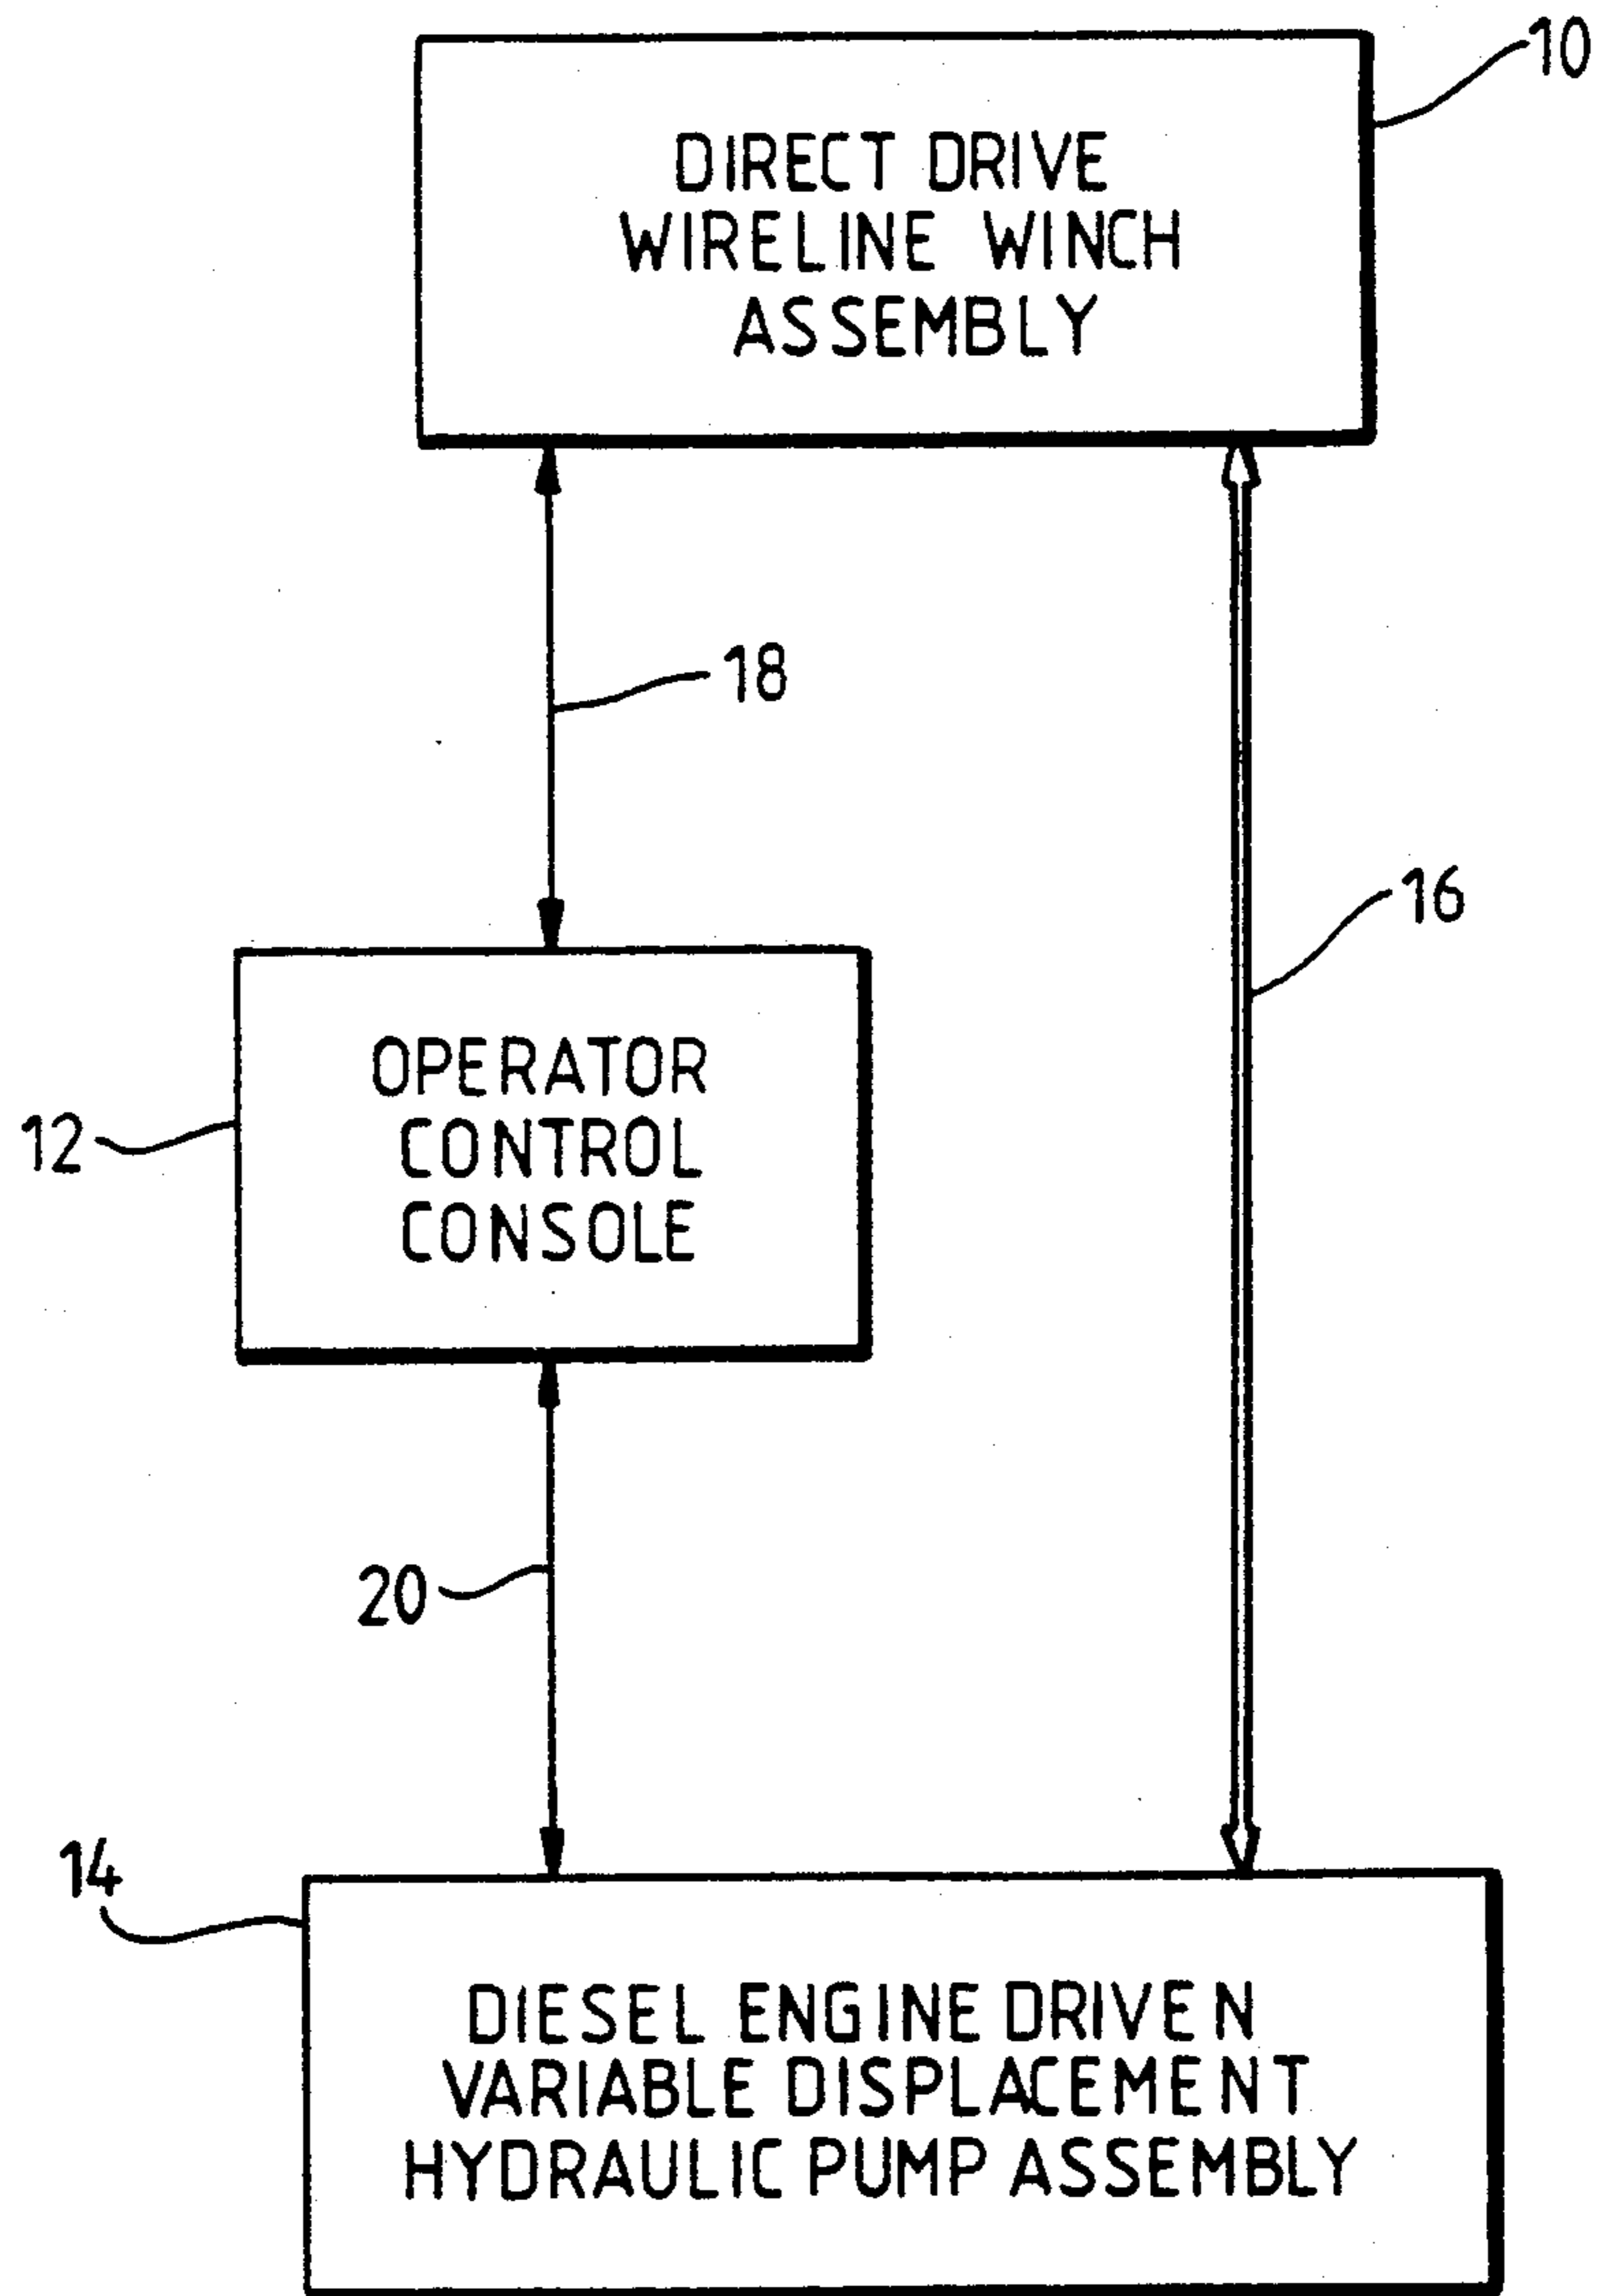 10
DIRECT DRIVE
WIRELINE WINCH
ASSEMBLY
18
16
OPERATOR
CONTROL
CONSOLE
12
20
14
DIESEL ENGINE DRIVEN
VARIABLE DISPLACEMENT
HYDRAULIC PUMP ASSEMBLY